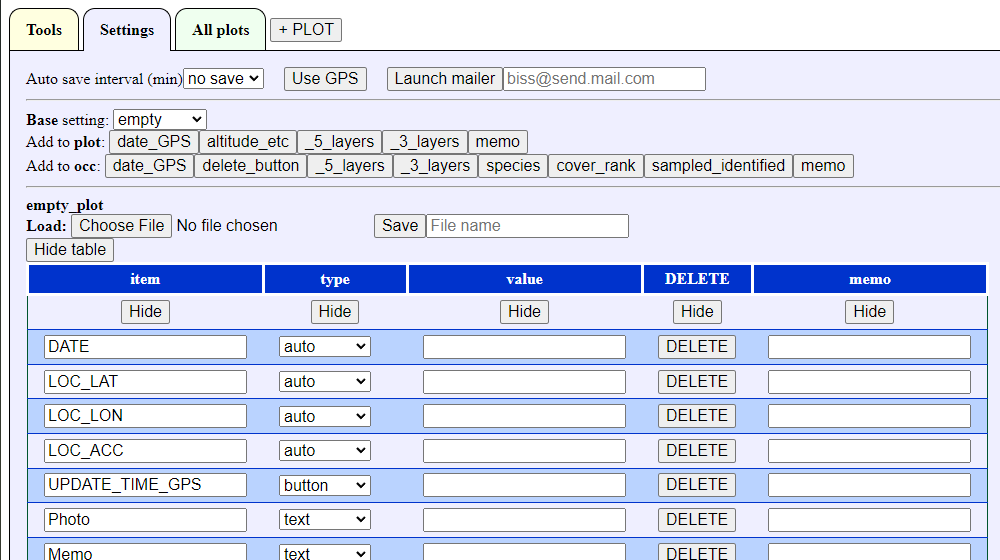 Tools Settings All plots + PLOT
Auto save interval (min) no save Use GPS Launch mailer biss@send.mail.com
Base setting: empty
Add to plot: date_GPS altitude_etc _5_layers _3_layers memo
Add to occ: date_GPS delete_button _5_layers _3_layers species cover_rank sampled_identified memo
empty_plot
Load: Choose File No file chosen Save File name
Hide table
item type value DELETE memo
Hide Hide Hide Hide Hide
DATE auto DELETE
LOC_LAT auto DELETE
LOC_LON auto DELETE
LOC_ACC auto DELETE
UPDATE_TIME_GPS button DELETE
Photo text DELETE
Memo text DELETE